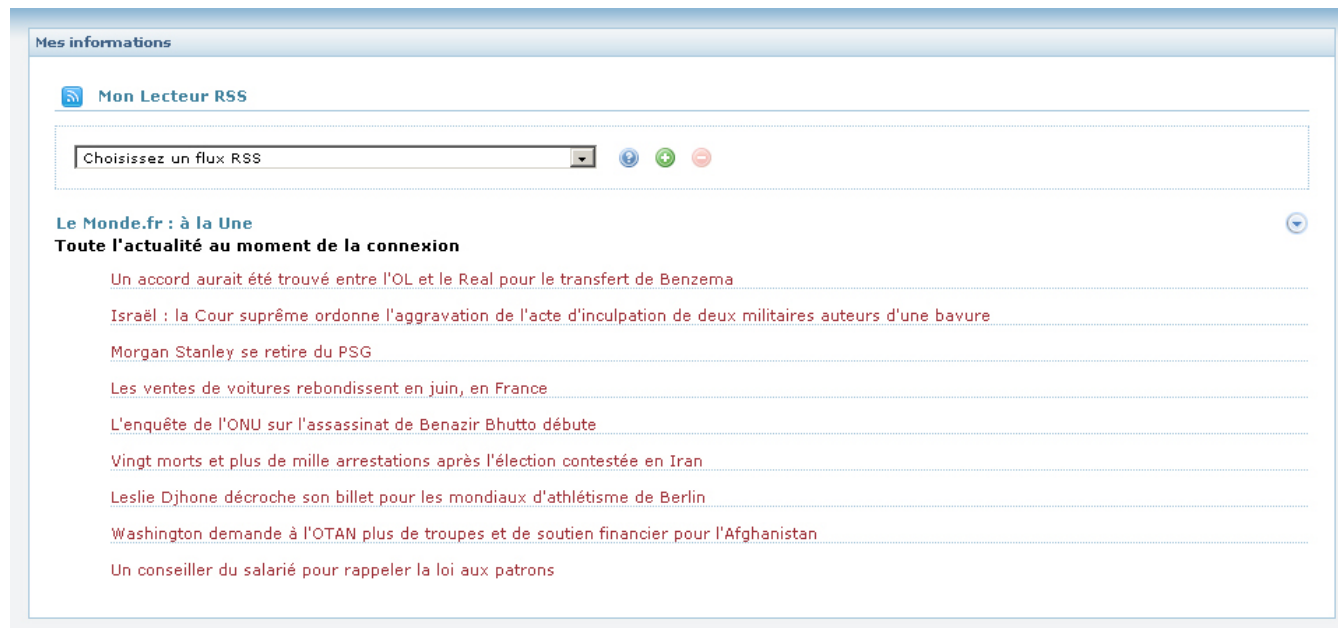 Mes informations
Mon Lecteur RSS
Choisissez un flux RSS
Le Monde.fr : à la Une
Toute l'actualité au moment de la connexion
Un accord aurait été trouvé entre l'OL et le Real pour le transfert de Benzema
Israël : la Cour suprême ordonne l'aggravation de l'acte d'inculpation de deux militaires auteurs d'une bavure
Morgan Stanley se retire du PSG
Les ventes de voitures rebondissent en juin, en France
L'enquête de l'ONU sur l'assassinat de Benazir Bhutto débute
Vingt morts et plus de mille arrestations après l'élection contestée en Iran
Leslie Djhone décroche son billet pour les mondiaux d'athlétisme de Berlin
Washington demande à l'OTAN plus de troupes et de soutien financier pour l'Afghanistan
Un conseiller du salarié pour rappeler la loi aux patrons